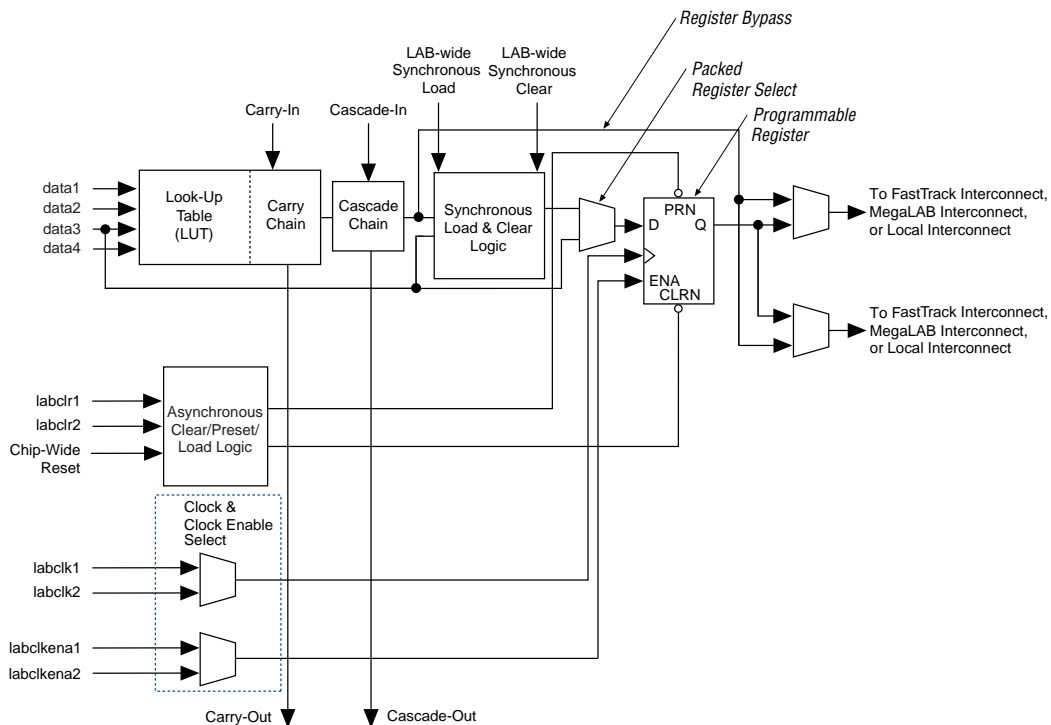 Register Bypass
LAB-wide
Synchronous
Load
LAB-wide
Synchronous
Clear
Packed
Register Select
Carry-In
Cascade-In
Programmable
Register
data1
data2
data3
data4
Look-Up
Table
(LUT)
Carry
Chain
Cascade
Chain
Synchronous
Load & Clear
Logic
PRN
D
Q
ENA
CLRN
To FastTrack Interconnect,
MegaLAB Interconnect,
or Local Interconnect
To FastTrack Interconnect,
MegaLAB Interconnect,
or Local Interconnect
labclr1
labclr2
Chip-Wide
Reset
Asynchronous
Clear/Preset/
Load Logic
Clock &
Clock Enable
Select
labclk1
labclk2
labclkena1
labclkena2
Carry-Out
Cascade-Out